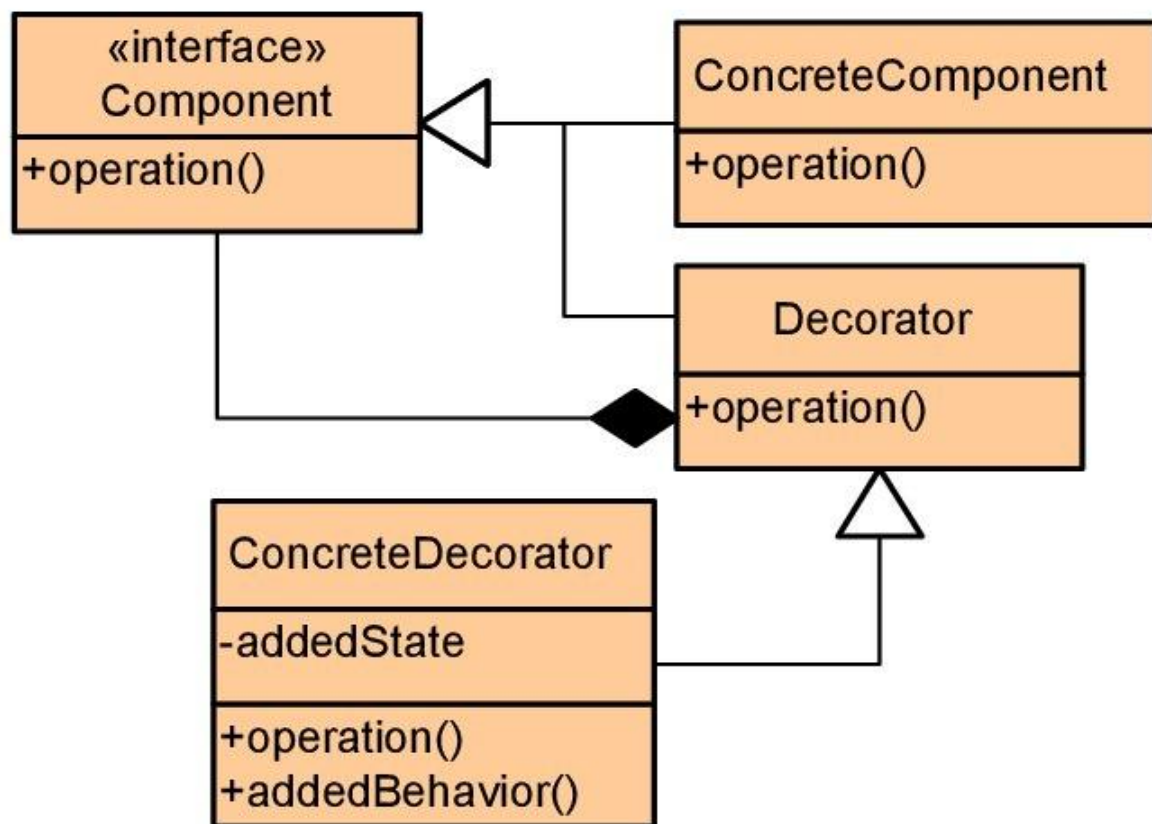 «interface»
Component
+operation()
ConcreteComponent
+operation()
Decorator
+operation()
ConcreteDecorator
-addedState
+operation()
+addedBehavior()